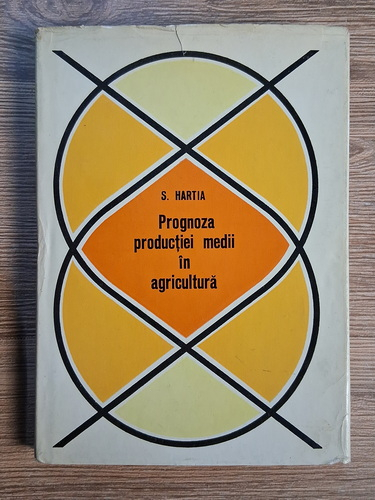 S. HARTIA
Prognoza
producției medii
în
agricultură